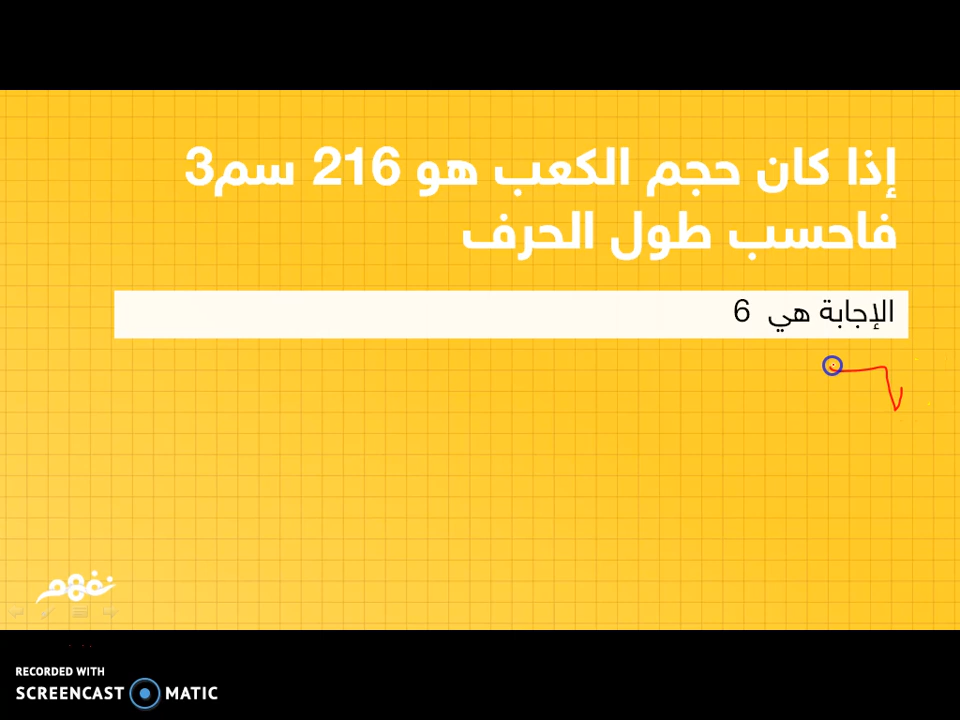 إذا كان حجم الكعب هو 216 سم3
فاحسب طول الحرف
الإجابة هي 6
نفهم
RECORDED WITH
SCREENCAST MATIC